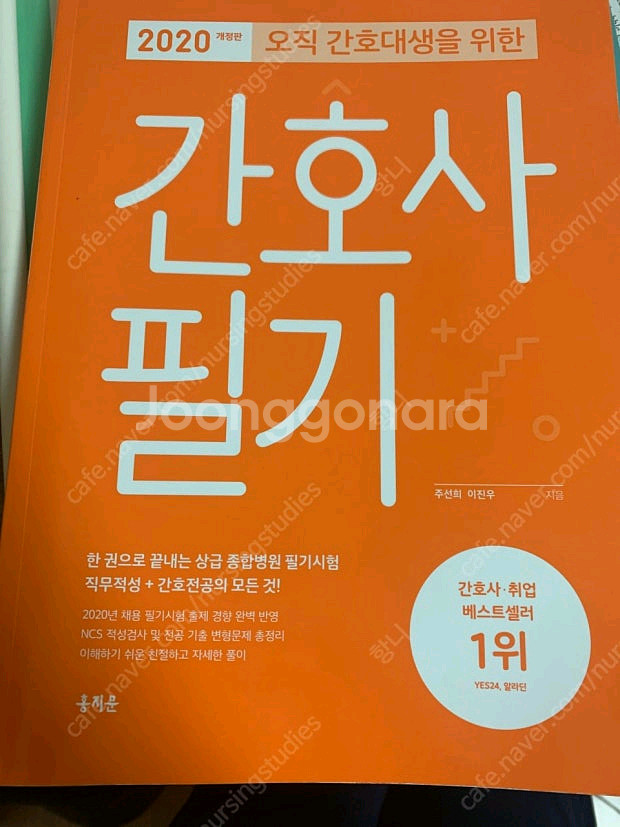 2020 개정판 오직 간호대생을 위한
간호사
필기
Joonggonara
주선희 이진우 지음
한 권으로 끝내는 상급 종합병원 필기시험
직무적성 + 간호전공의 모든 것!
2020년 채용 필기시험 출제 경향 완벽 반영
NCS 적성검사 및 전공 기출 변형문제 총정리
이해하기 쉬운 친절하고 자세한 풀이
간호사·취업
베스트셀러
1위
YES24, 알라딘
홍지문
cafe.naver.com/nursingstudies
향니